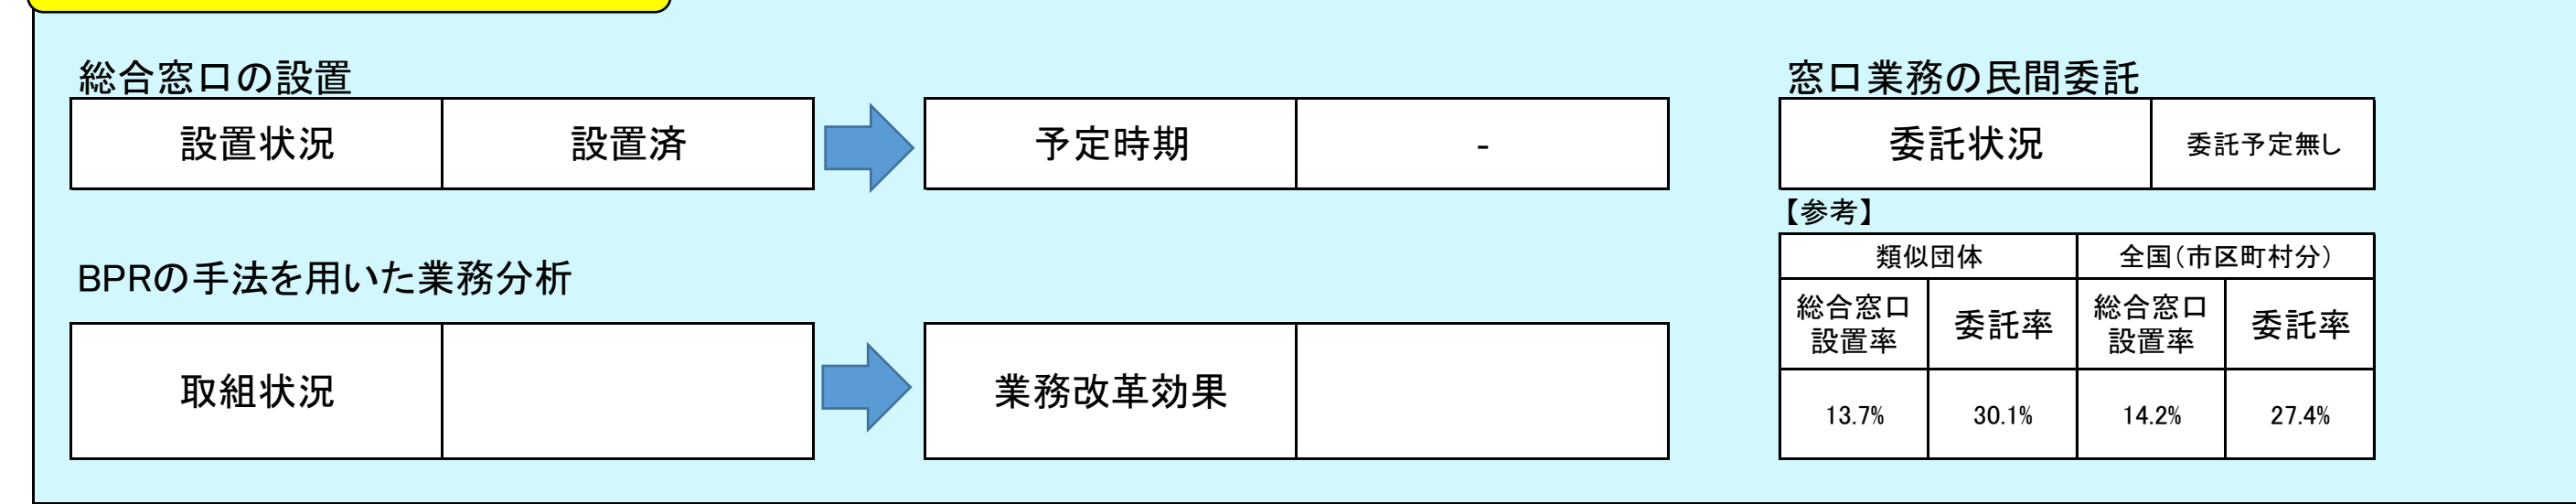 総合窓口の設置
設置状況 設置済 予定時期 -
窓口業務の民間委託
委託状況 委託予定無し
【参考】
類似団体 全国(市区町村分)
総合窓口
設置率
委託率
総合窓口
設置率
委託率
13.7% 30.1% 14.2% 27.4%
BPRの手法を用いた業務分析
取組状況 業務改革効果